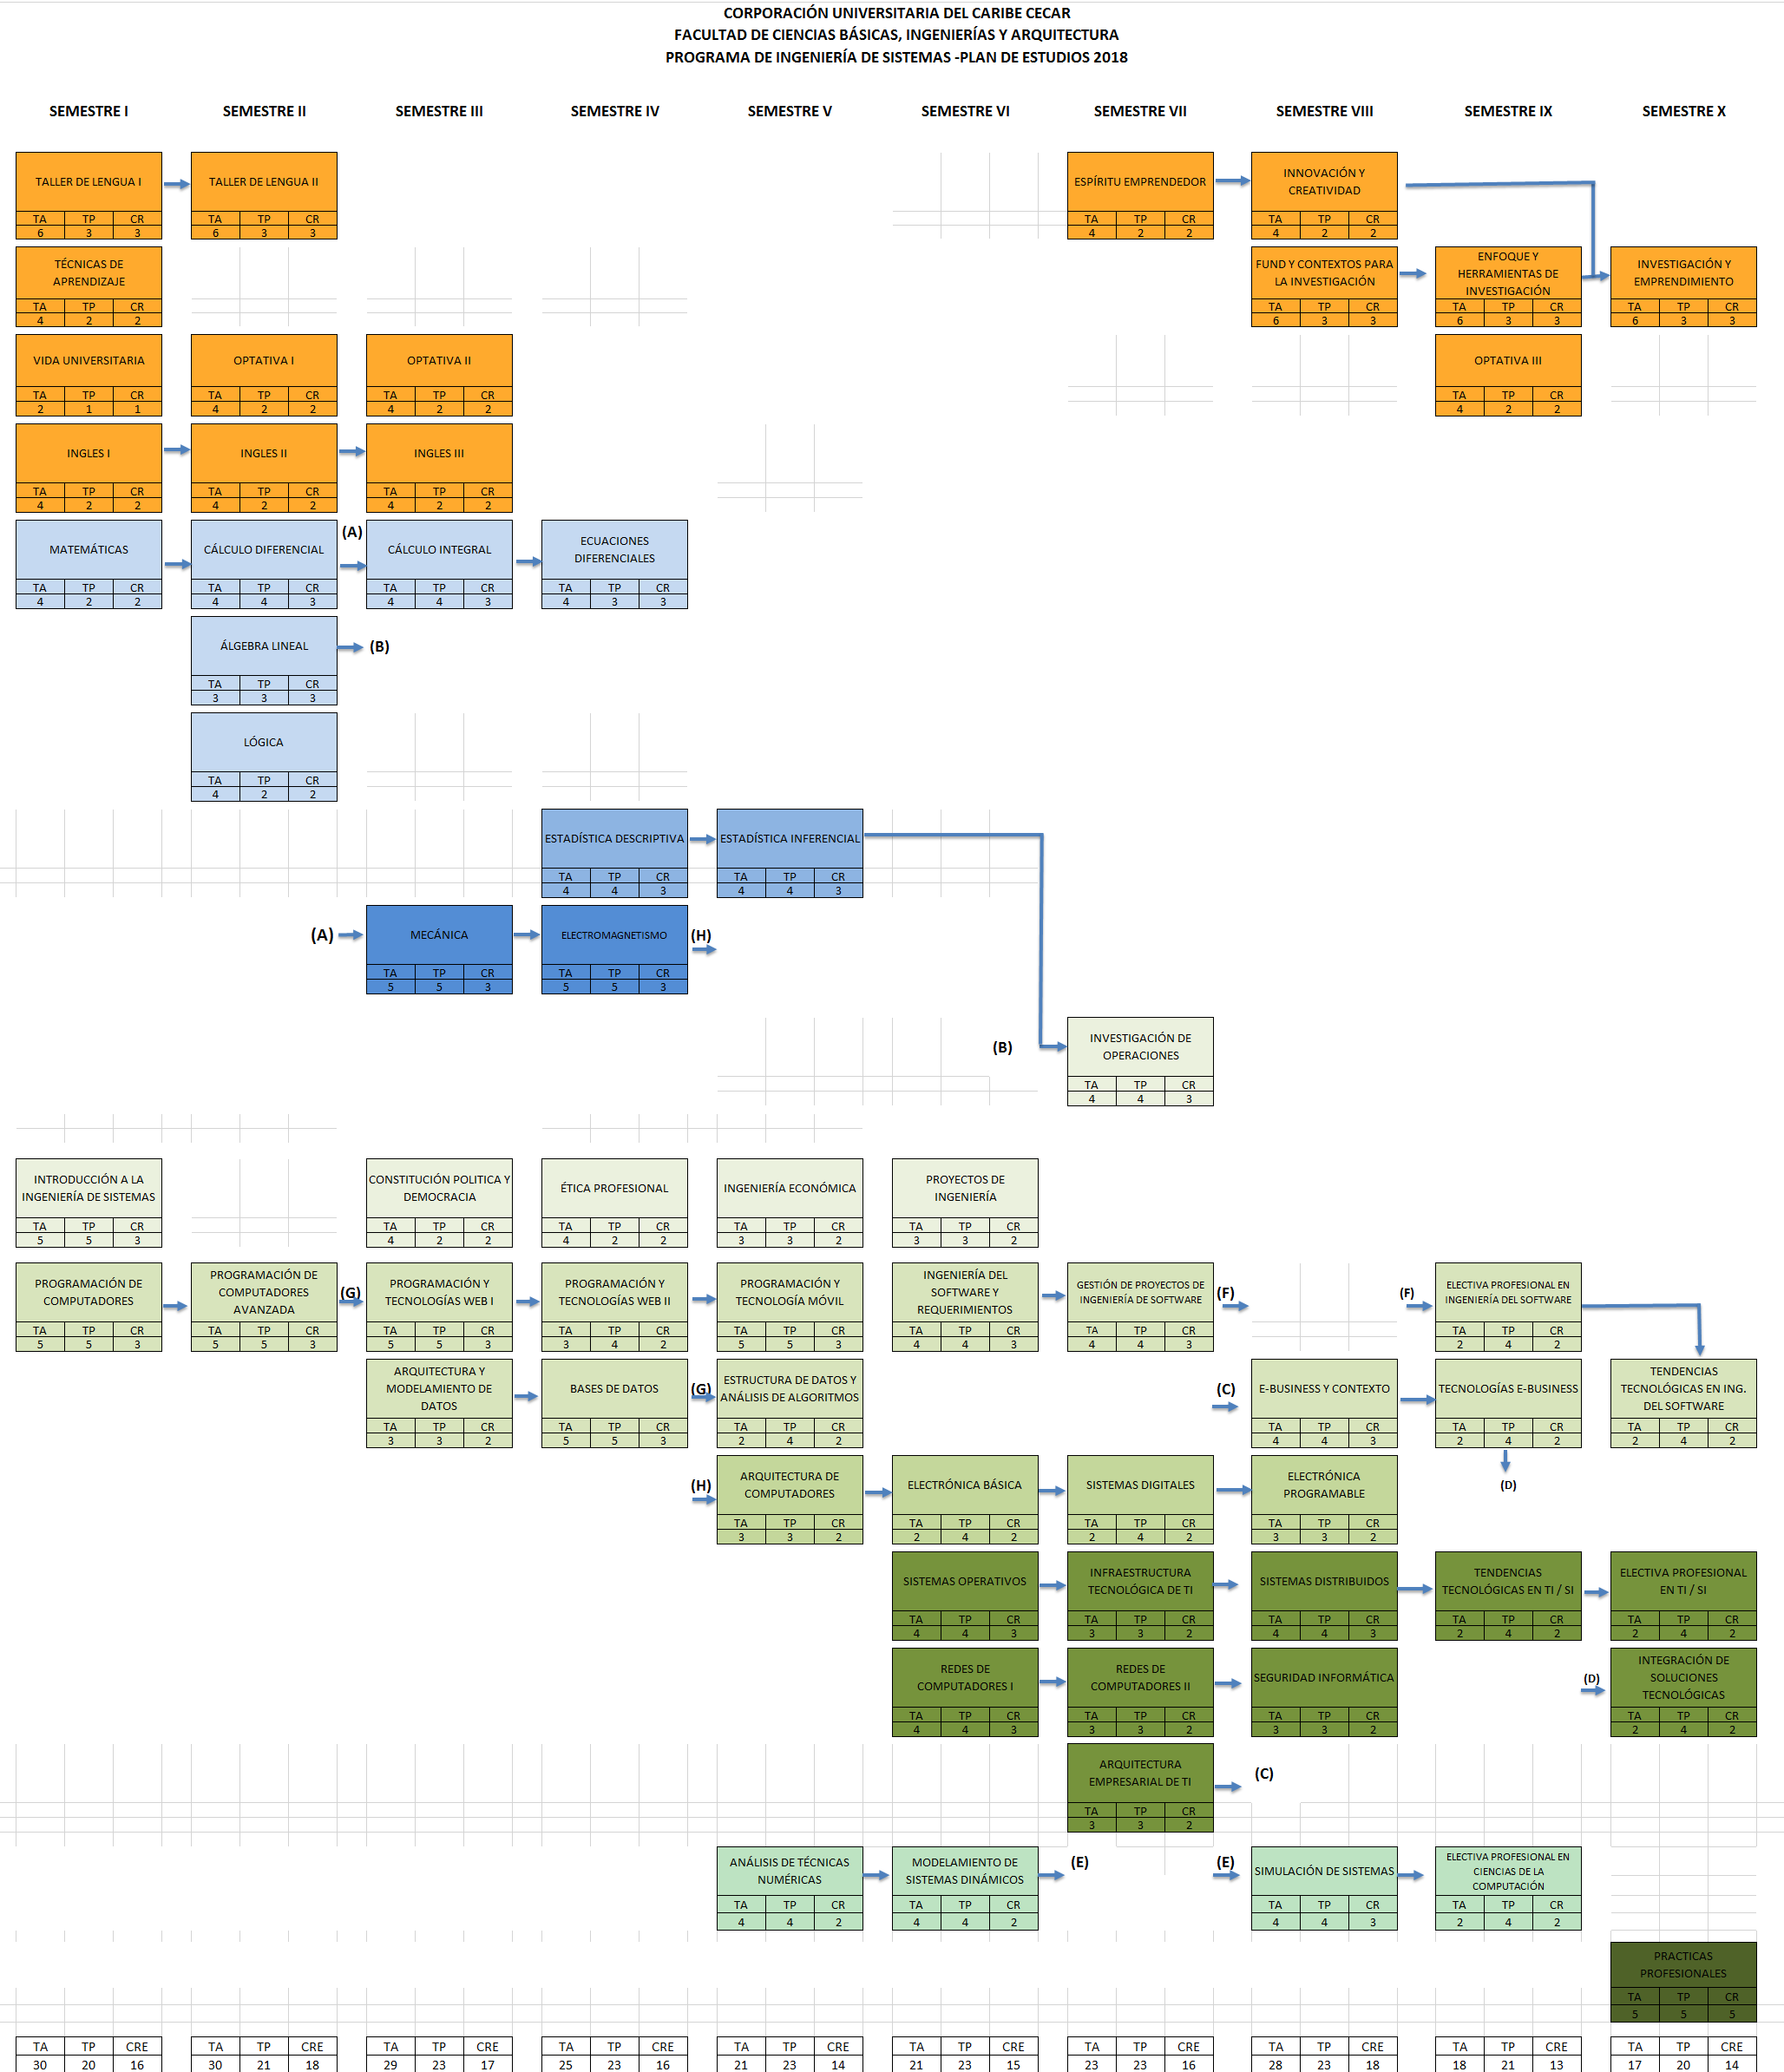 CORPORACIÓN UNIVERSITARIA DEL CARIBE CECAR
FACULTAD DE CIENCIAS BÁSICAS, INGENIERÍAS Y ARQUITECTURA
PROGRAMA DE INGENIERÍA DE SISTEMAS -PLAN DE ESTUDIOS 2018
SEMESTRE I SEMESTRE II SEMESTRE III SEMESTRE IV SEMESTRE V SEMESTRE VI SEMESTRE VII SEMESTRE VIII SEMESTRE IX SEMESTRE X
TALLER DE LENGUA I
TA TP CR
6 3 3
TALLER DE LENGUA II
TA TP CR
6 3 3
ESPÍRITU EMPRENDEDOR
TA TP CR
4 2 2
INNOVACIÓN Y
CREATIVIDAD
TA TP CR
4 2 2
TÉCNICAS DE
APRENDIZAJE
TA TP CR
4 2 2
FUND Y CONTEXTOS PARA
LA INVESTIGACIÓN
TA TP CR
6 3 3
ENFOQUE Y
HERRAMIENTAS DE
INVESTIGACIÓN
TA TP CR
6 3 3
INVESTIGACIÓN Y
EMPRENDIMIENTO
TA TP CR
6 3 3
VIDA UNIVERSITARIA
TA TP CR
2 1 1
OPTATIVA I
TA TP CR
4 2 2
OPTATIVA II
TA TP CR
4 2 2
OPTATIVA III
TA TP CR
4 2 2
INGLES I
TA TP CR
4 2 2
INGLES II
TA TP CR
4 2 2
INGLES III
TA TP CR
4 2 2
MATEMÁTICAS
TA TP CR
4 2 2
CÁLCULO DIFERENCIAL
TA TP CR
4 4 3
(A)
CÁLCULO INTEGRAL
TA TP CR
4 4 3
ECUACIONES
DIFERENCIALES
TA TP CR
4 3 3
ÁLGEBRA LINEAL
TA TP CR
3 3 3
(B)
LÓGICA
TA TP CR
4 2 2
ESTADÍSTICA DESCRIPTIVA
TA TP CR
4 4 3
ESTADÍSTICA INFERENCIAL
TA TP CR
4 4 3
(A)
MECÁNICA
TA TP CR
5 5 3
ELECTROMAGNETISMO
TA TP CR
5 5 3
(H)
(B)
INVESTIGACIÓN DE
OPERACIONES
TA TP CR
4 4 3
INTRODUCCIÓN A LA
INGENIERÍA DE SISTEMAS
TA TP CR
5 5 3
CONSTITUCIÓN POLITICA Y
DEMOCRACIA
TA TP CR
4 2 2
ÉTICA PROFESIONAL
TA TP CR
4 2 2
INGENIERÍA ECONÓMICA
TA TP CR
3 3 2
PROYECTOS DE
INGENIERÍA
TA TP CR
3 3 2
PROGRAMACIÓN DE
COMPUTADORES
TA TP CR
5 5 3
PROGRAMACIÓN DE
COMPUTADORES
AVANZADA
TA TP CR
5 5 3
(G)
PROGRAMACIÓN Y
TECNOLOGÍAS WEB I
TA TP CR
5 5 3
PROGRAMACIÓN Y
TECNOLOGÍAS WEB II
TA TP CR
3 4 2
PROGRAMACIÓN Y
TECNOLOGÍA MÓVIL
TA TP CR
5 5 3
INGENIERÍA DEL
SOFTWARE Y
REQUERIMIENTOS
TA TP CR
4 4 3
GESTIÓN DE PROYECTOS DE
INGENIERÍA DE SOFTWARE
TA TP CR
4 4 3
(F)
(F)
ELECTIVA PROFESIONAL EN
INGENIERÍA DEL SOFTWARE
TA TP CR
2 4 2
ARQUITECTURA Y
MODELAMIENTO DE
DATOS
TA TP CR
3 3 2
BASES DE DATOS
TA TP CR
5 5 3
(G)
ESTRUCTURA DE DATOS Y
ANÁLISIS DE ALGORITMOS
TA TP CR
2 4 2
(C)
E-BUSINESS Y CONTEXTO
TA TP CR
4 4 3
TECNOLOGÍAS E-BUSINESS
TA TP CR
2 4 2
(D)
TENDENCIAS
TECNOLÓGICAS EN ING.
DEL SOFTWARE
TA TP CR
2 4 2
(H)
ARQUITECTURA DE
COMPUTADORES
TA TP CR
3 3 2
ELECTRÓNICA BÁSICA
TA TP CR
2 4 2
SISTEMAS DIGITALES
TA TP CR
2 4 2
ELECTRÓNICA
PROGRAMABLE
TA TP CR
3 3 2
SISTEMAS OPERATIVOS
TA TP CR
4 4 3
INFRAESTRUCTURA
TECNOLÓGICA DE TI
TA TP CR
3 3 2
SISTEMAS DISTRIBUIDOS
TA TP CR
4 4 3
TENDENCIAS
TECNOLÓGICAS EN TI / SI
TA TP CR
2 4 2
ELECTIVA PROFESIONAL
EN TI / SI
TA TP CR
2 4 2
REDES DE
COMPUTADORES I
TA TP CR
4 4 3
REDES DE
COMPUTADORES II
TA TP CR
3 3 2
SEGURIDAD INFORMÁTICA
TA TP CR
3 3 2
(D)
INTEGRACIÓN DE
SOLUCIONES
TECNOLÓGICAS
TA TP CR
2 4 2
ARQUITECTURA
EMPRESARIAL DE TI
TA TP CR
3 3 2
(C)
ANÁLISIS DE TÉCNICAS
NUMÉRICAS
TA TP CR
4 4 2
MODELAMIENTO DE
SISTEMAS DINÁMICOS
TA TP CR
4 4 2
(E)
(E)
SIMULACIÓN DE SISTEMAS
TA TP CR
4 4 3
ELECTIVA PROFESIONAL EN
CIENCIAS DE LA
COMPUTACIÓN
TA TP CR
2 4 2
PRACTICAS
PROFESIONALES
TA TP CR
5 5 5
TA TP CRE TA TP CRE TA TP CRE TA TP CRE TA TP CRE TA TP CRE TA TP CRE TA TP CRE TA TP CRE TA TP CRE
30 20 16 30 21 18 29 23 17 25 23 16 21 23 14 21 23 15 23 23 16 28 23 18 18 21 13 17 20 14